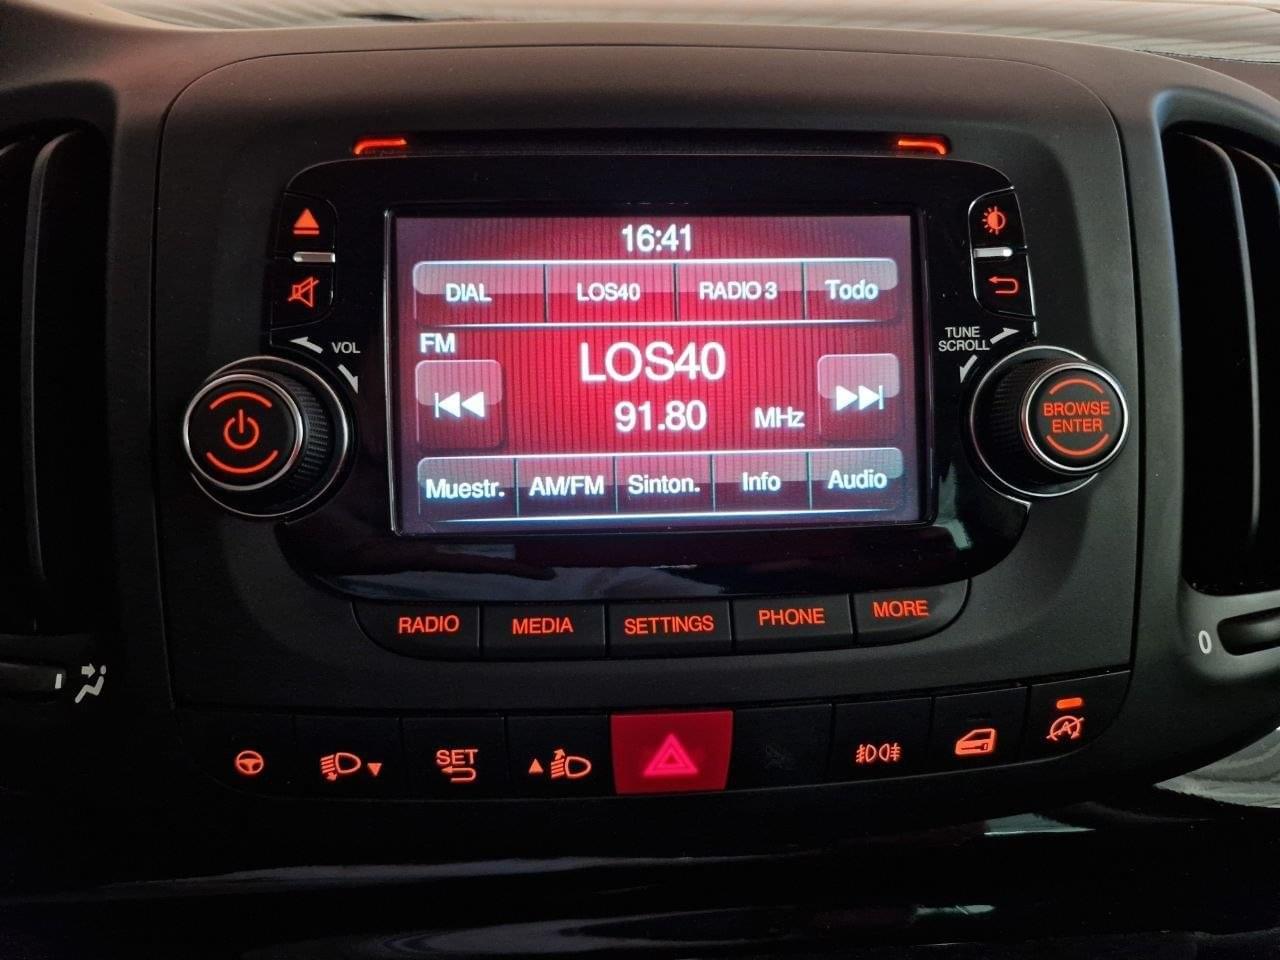 16:41
DIAL
LOS40
RADIO 3
Todo
FM
LOS40
91.80
MHz
Muestr.
AM/FM
Sinton.
Info
Audio
VOL
TUNE
SCROLL
BROWSE
ENTER
RADIO
MEDIA
SETTINGS
PHONE
MORE
0
SET
A